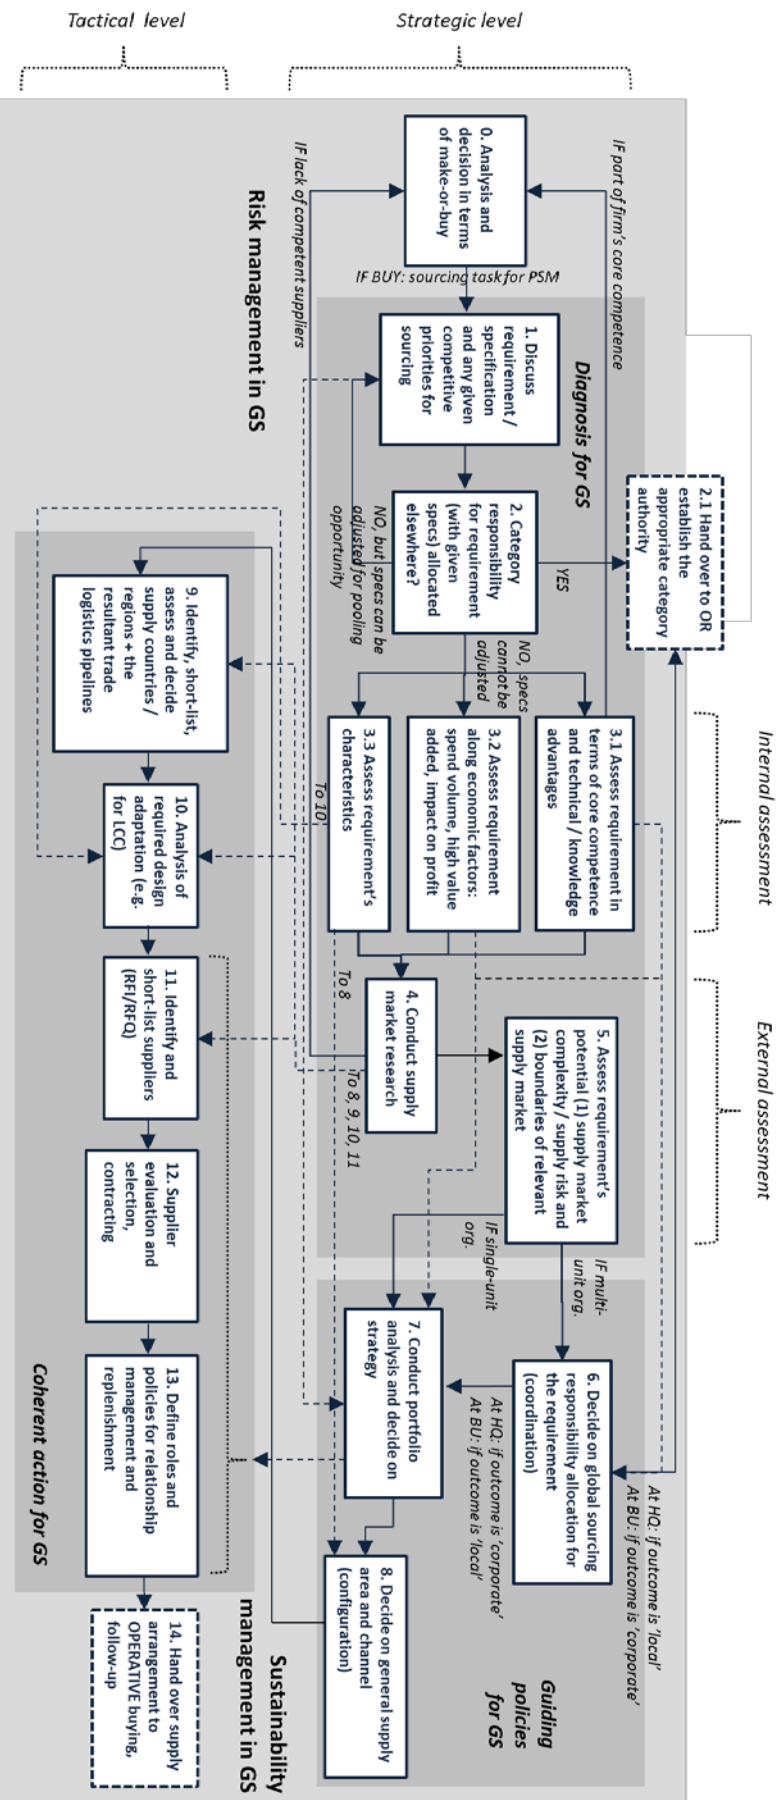 Tactical level
Strategic level
Internal assessment
External assessment
0. Analysis and
decision in terms
of make-or-buy
IF part of firm's core competence
IF lack of competent suppliers
IF BUY: sourcing task for PSM
Risk management in GS
Diagnosis for GS
1. Discuss
requirement /
specification
and any given
competitive
priorities for
sourcing
2. Category
responsibility
for requirement
(with given
specs) allocated
elsewhere?
YES
2.1 Hand over to OR
establish the
appropriate category
authority
NO, but specs can be
adjusted for pooling
opportunity
NO, specs
cannot be
adjusted
3.1 Assess requirement in
terms of core competence
and technical / knowledge
advantages
3.2 Assess requirement
along economic factors:
spend volume, high value
added, impact on profit
3.3 Assess requirement's
characteristics
To 10
To 8
4. Conduct supply
market research
To 8, 9, 10, 11
5. Assess requirement's
potential (1) supply market
complexity/ supply risk and
(2) boundaries of relevant
supply market
IF multi-
unit org.
IF single-unit
org.
6. Decide on global sourcing
responsibility allocation for
the requirement
(coordination)
At HQ: if outcome is 'local'
At BU: if outcome is 'corporate'
At HQ: if outcome is 'corporate'
At BU: if outcome is 'local'
7. Conduct portfolio
analysis and decide on
strategy
8. Decide on general supply
area and channel
(configuration)
Guiding
policies
for GS
Sustainability
management in GS
9. Identify, short-list,
assess and decide
supply countries /
regions + the
resultant trade
logistics pipelines
10. Analysis of
required design
adaptation (e.g.
for LCC)
11. Identify and
short-list suppliers
(RFI/RFQ)
12. Supplier
evaluation and
selection,
contracting
13. Define roles and
policies for relationship
management and
replenishment
Coherent action for GS
14. Hand over supply
arrangement to
OPERATIVE buying,
follow-up